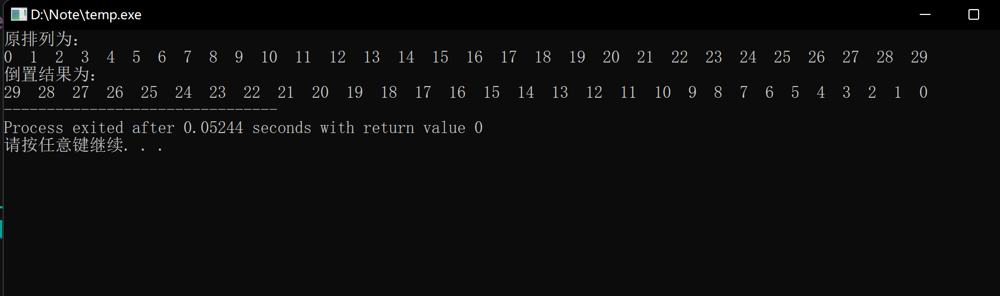 D:\Note\temp.exe
原排列为：
0  1  2  3  4  5  6  7  8  9  10  11  12  13  14  15  16  17  18  19  20  21  22  23  24  25  26  27  28  29
倒置结果为：
29  28  27  26  25  24  23  22  21  20  19  18  17  16  15  14  13  12  11  10  9  8  7  6  5  4  3  2  1  0
--------------------------------
Process exited after 0.05244 seconds with return value 0
请按任意键继续. . .